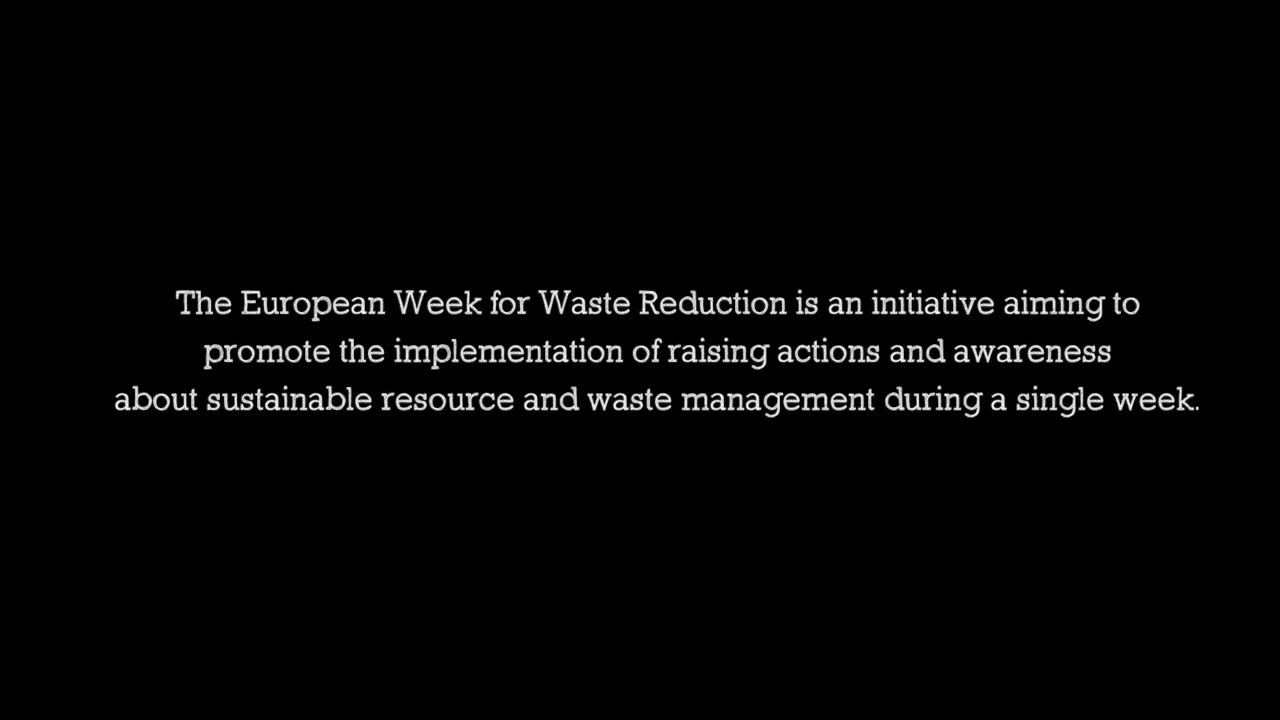 The European Week for Waste Reduction is an initiative aiming to
promote the implementation of raising actions and awareness
about sustainable resource and waste management during a single week.